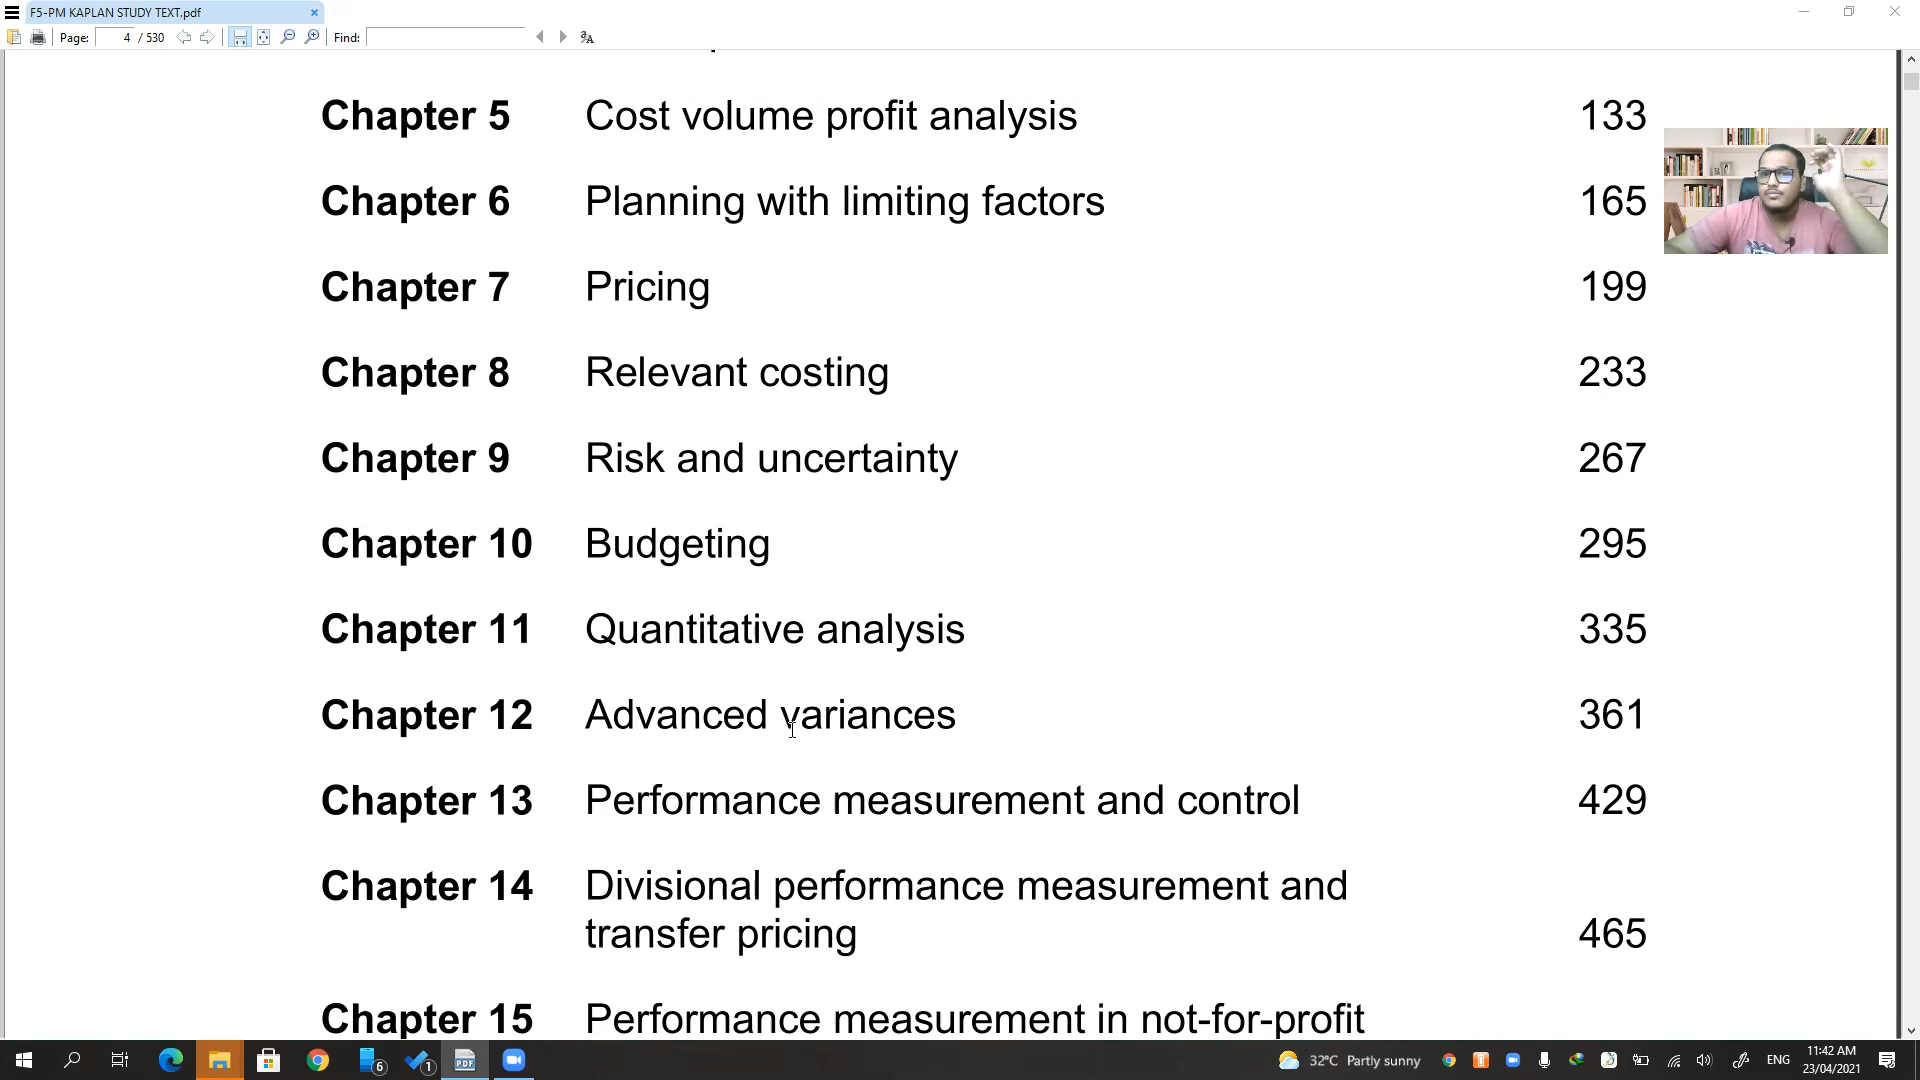 F5-PM KAPLAN STUDY TEXT.pdf
Page: 4 / 530 Find:
Chapter 5 Cost volume profit analysis 133
Chapter 6 Planning with limiting factors 165
Chapter 7 Pricing 199
Chapter 8 Relevant costing 233
Chapter 9 Risk and uncertainty 267
Chapter 10 Budgeting 295
Chapter 11 Quantitative analysis 335
Chapter 12 Advanced variances 361
Chapter 13 Performance measurement and control 429
Chapter 14 Divisional performance measurement and
transfer pricing 465
Chapter 15 Performance measurement in not-for-profit
6 1 PDF 32°C Partly sunny ENG 11:42 AM
23/04/2021